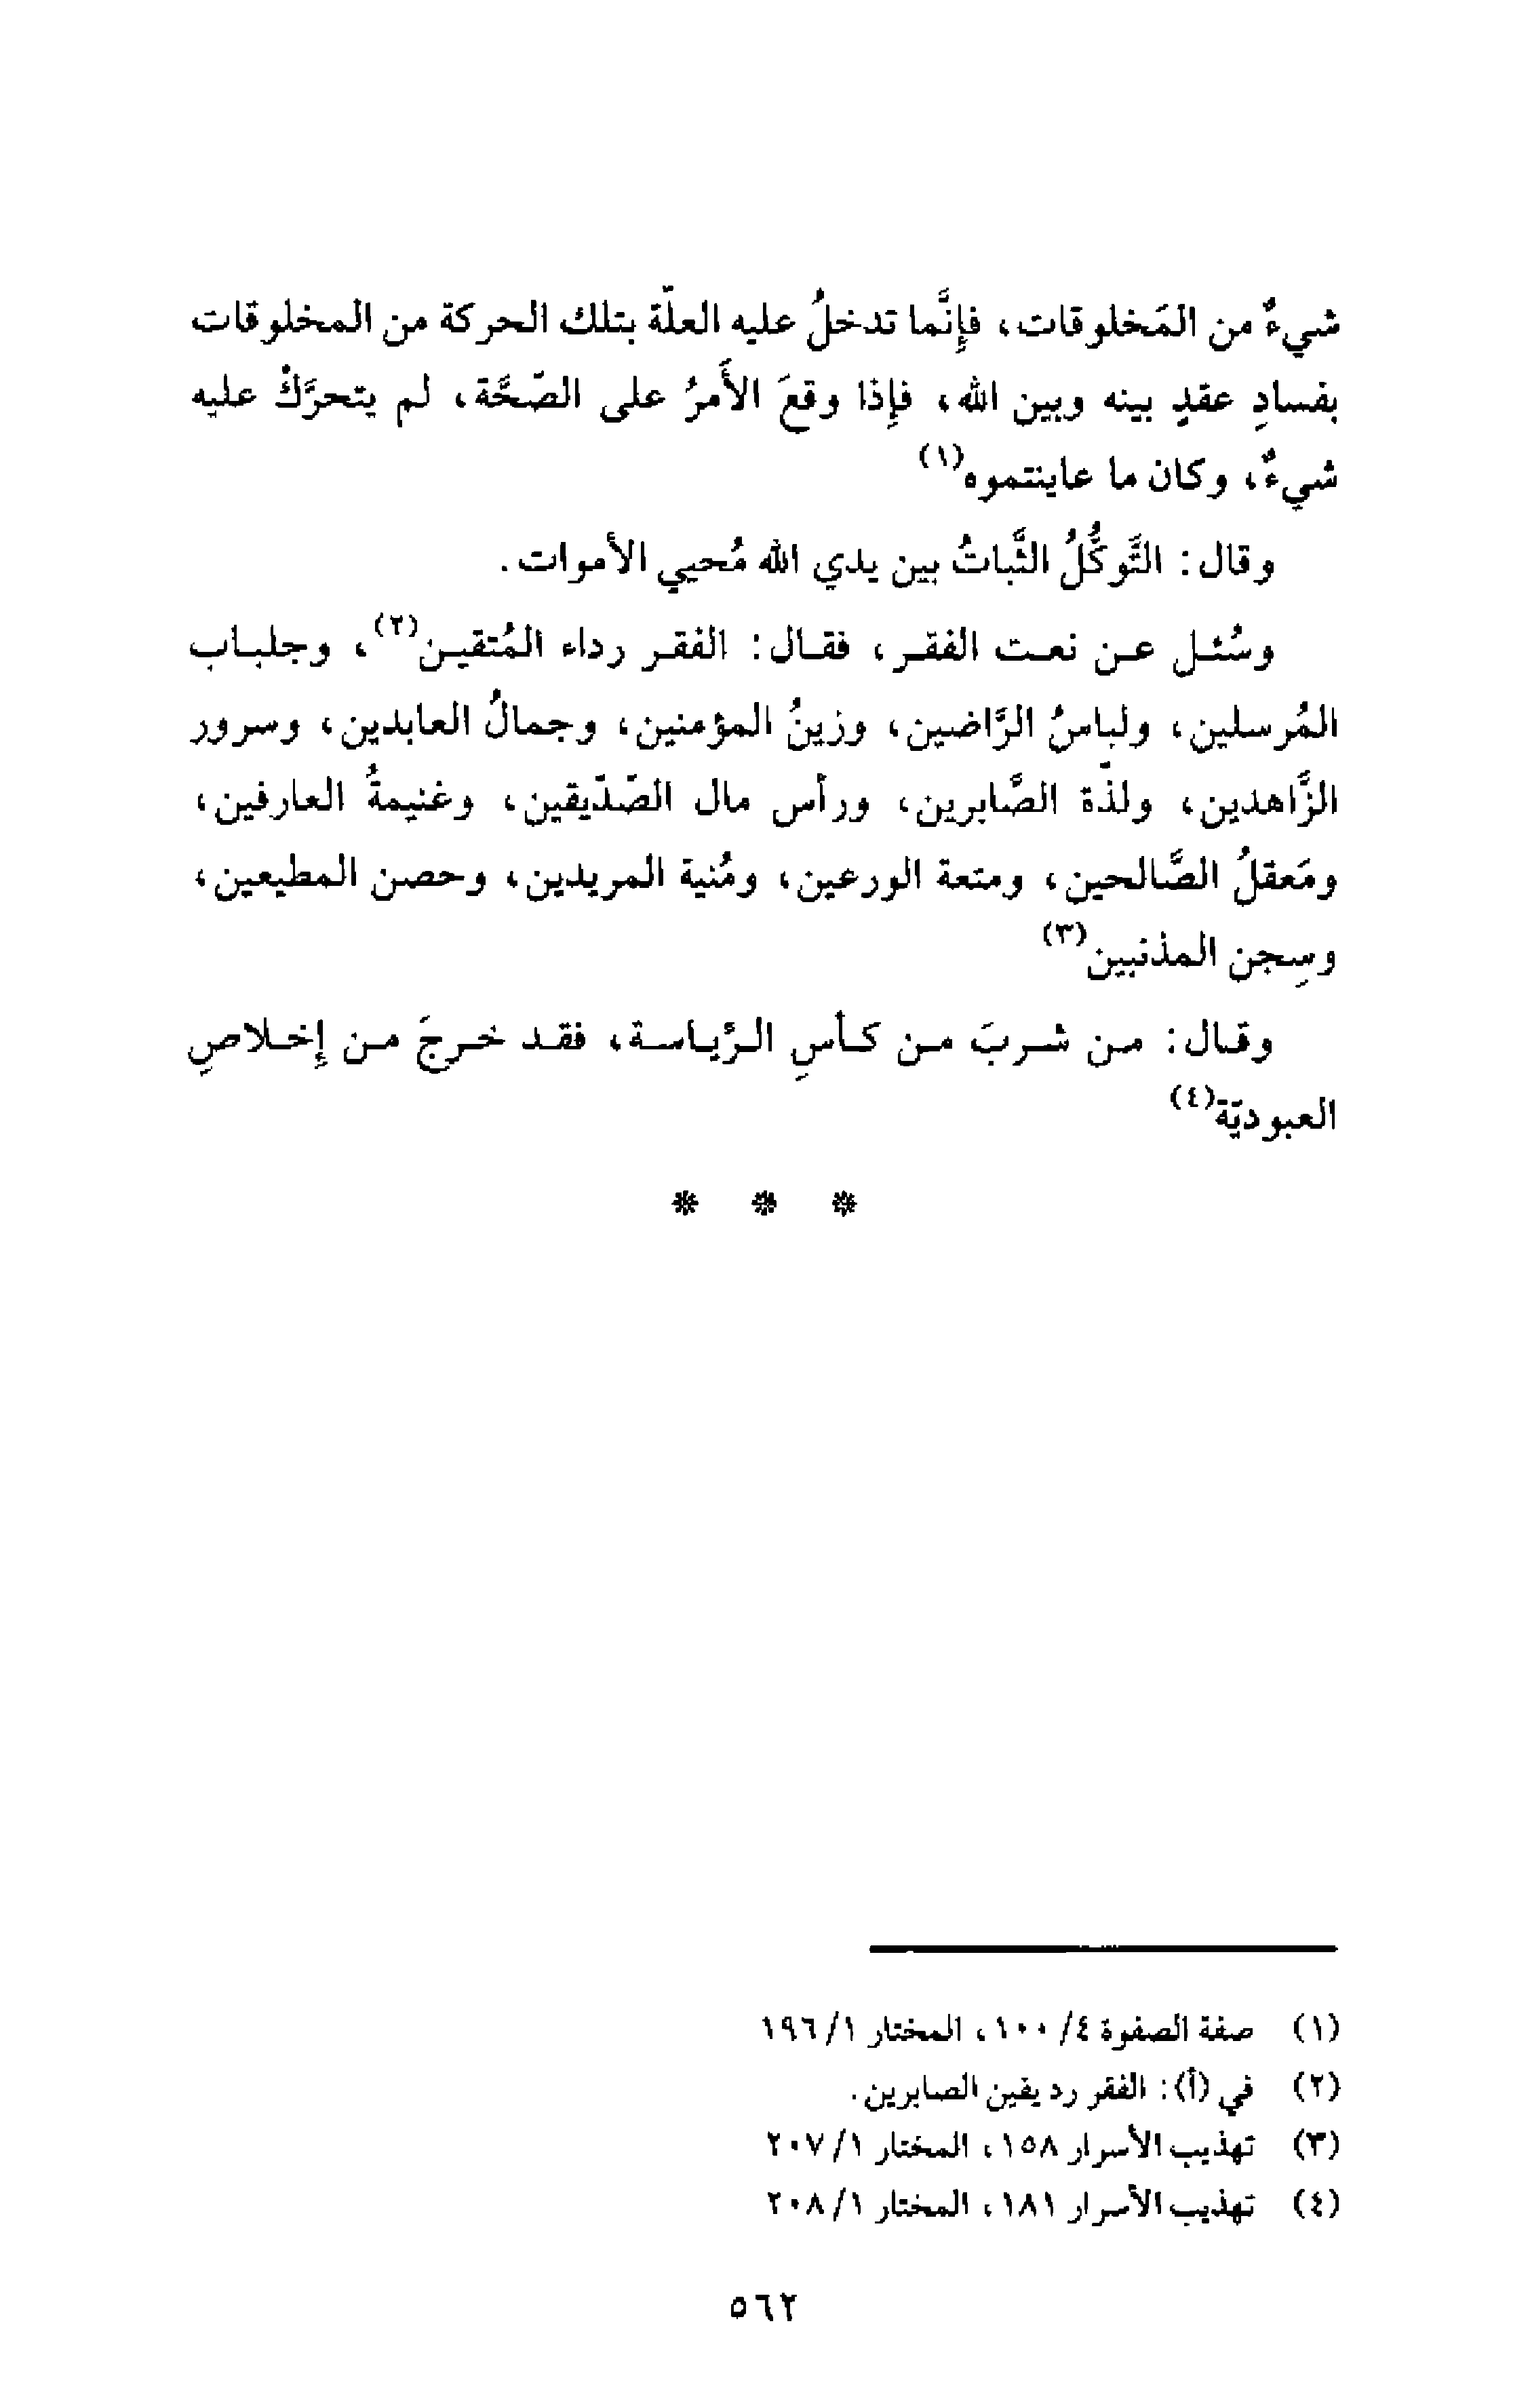 شيءٌ من المَخلوقات، فإنَّما تدخلُ عليه العلّة بتلك الحركة من المخلوقات
بفسادِ عقدٍ بينه وبين الله، فإذا وقعَ الأَمرُ على الصّحَّة، لم يتحرَّكْ عليه
شيءٌ، وكان ما عاينتموه(١)
وقال: التَّوكُّلُ الثَّباتُ بين يدي الله مُحيي الأموات.
وسُئل عن نعت الفقر، فقال: الفقر رداء المُتقين(٢)، وجلباب
المُرسلين، ولباسُ الرَّاضين، وزينُ المؤمنين، وجمالُ العابدين، وسرور
الزَّاهدين، ولذّة الصَّابرين، ورأس مال الصّدّيقين، وغنيمةُ العارفين،
ومَعقلُ الصَّالحين، ومتعة الورعين، ومُنية المريدين، وحصن المطيعين،
وسِجن المذنبين(٣)
وقال: من شربَ من كأسِ الرّياسة، فقد خرجَ من إخلاصِ
العبوديّة(٤)
* * *
(١) صفة الصفوة ٤/ ١٠٠، المختار ١/ ١٩٦
(٢) في (أ): الفقر رد يقين الصابرين.
(٣) تهذيب الأسرار ١٥٨، المختار ١/ ٢٠٧
(٤) تهذيب الأسرار ١٨١، المختار ١/ ٢٠٨
٥٦٢